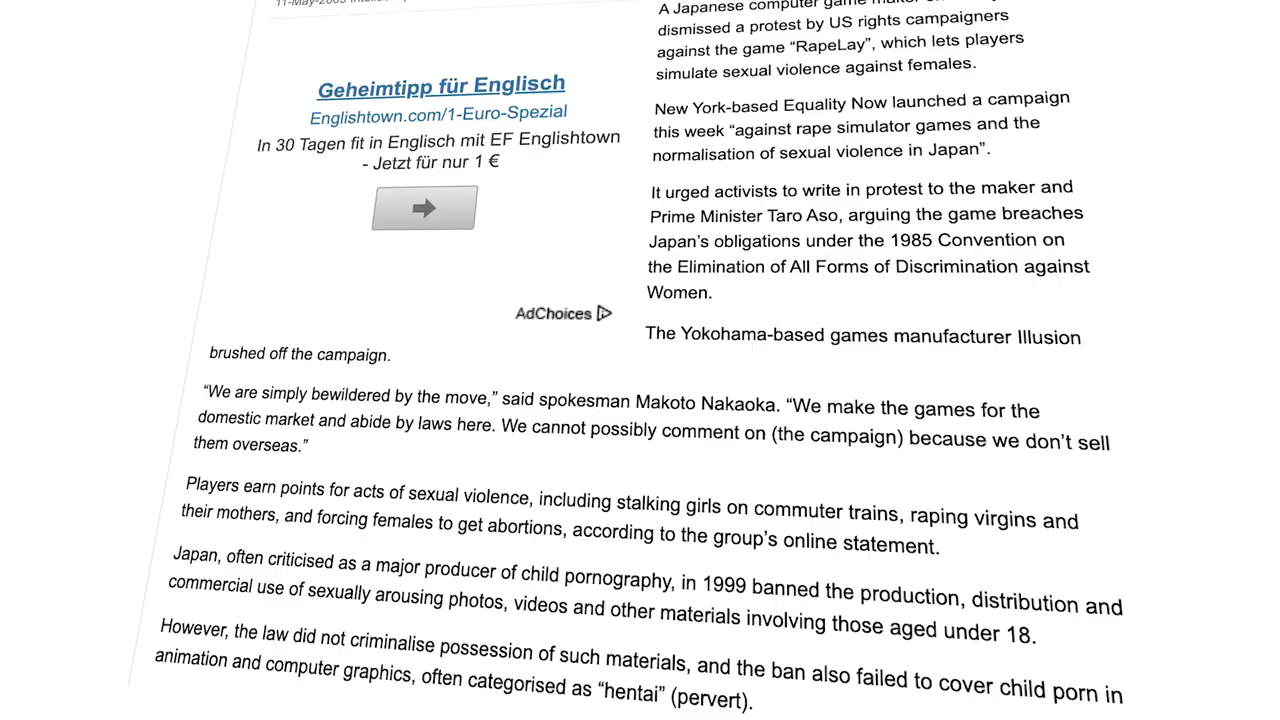 11-May-2009
A Japanese computer game maker
dismissed a protest by US rights campaigners
against the game “RapeLay”, which lets players
simulate sexual violence against females.
Geheimtipp für Englisch
Englishtown.com/1-Euro-Spezial
In 30 Tagen fit in Englisch mit EF Englishtown
- Jetzt für nur 1 €
AdChoices
New York-based Equality Now launched a campaign
this week “against rape simulator games and the
normalisation of sexual violence in Japan”.
It urged activists to write in protest to the maker and
Prime Minister Taro Aso, arguing the game breaches
Japan’s obligations under the 1985 Convention on
the Elimination of All Forms of Discrimination against
Women.
The Yokohama-based games manufacturer Illusion
brushed off the campaign.
“We are simply bewildered by the move,” said spokesman Makoto Nakaoka. “We make the games for the
domestic market and abide by laws here. We cannot possibly comment on (the campaign) because we don’t sell
them overseas.”
Players earn points for acts of sexual violence, including stalking girls on commuter trains, raping virgins and
their mothers, and forcing females to get abortions, according to the group’s online statement.
Japan, often criticised as a major producer of child pornography, in 1999 banned the production, distribution and
commercial use of sexually arousing photos, videos and other materials involving those aged under 18.
However, the law did not criminalise possession of such materials, and the ban also failed to cover child porn in
animation and computer graphics, often categorised as “hentai” (pervert).